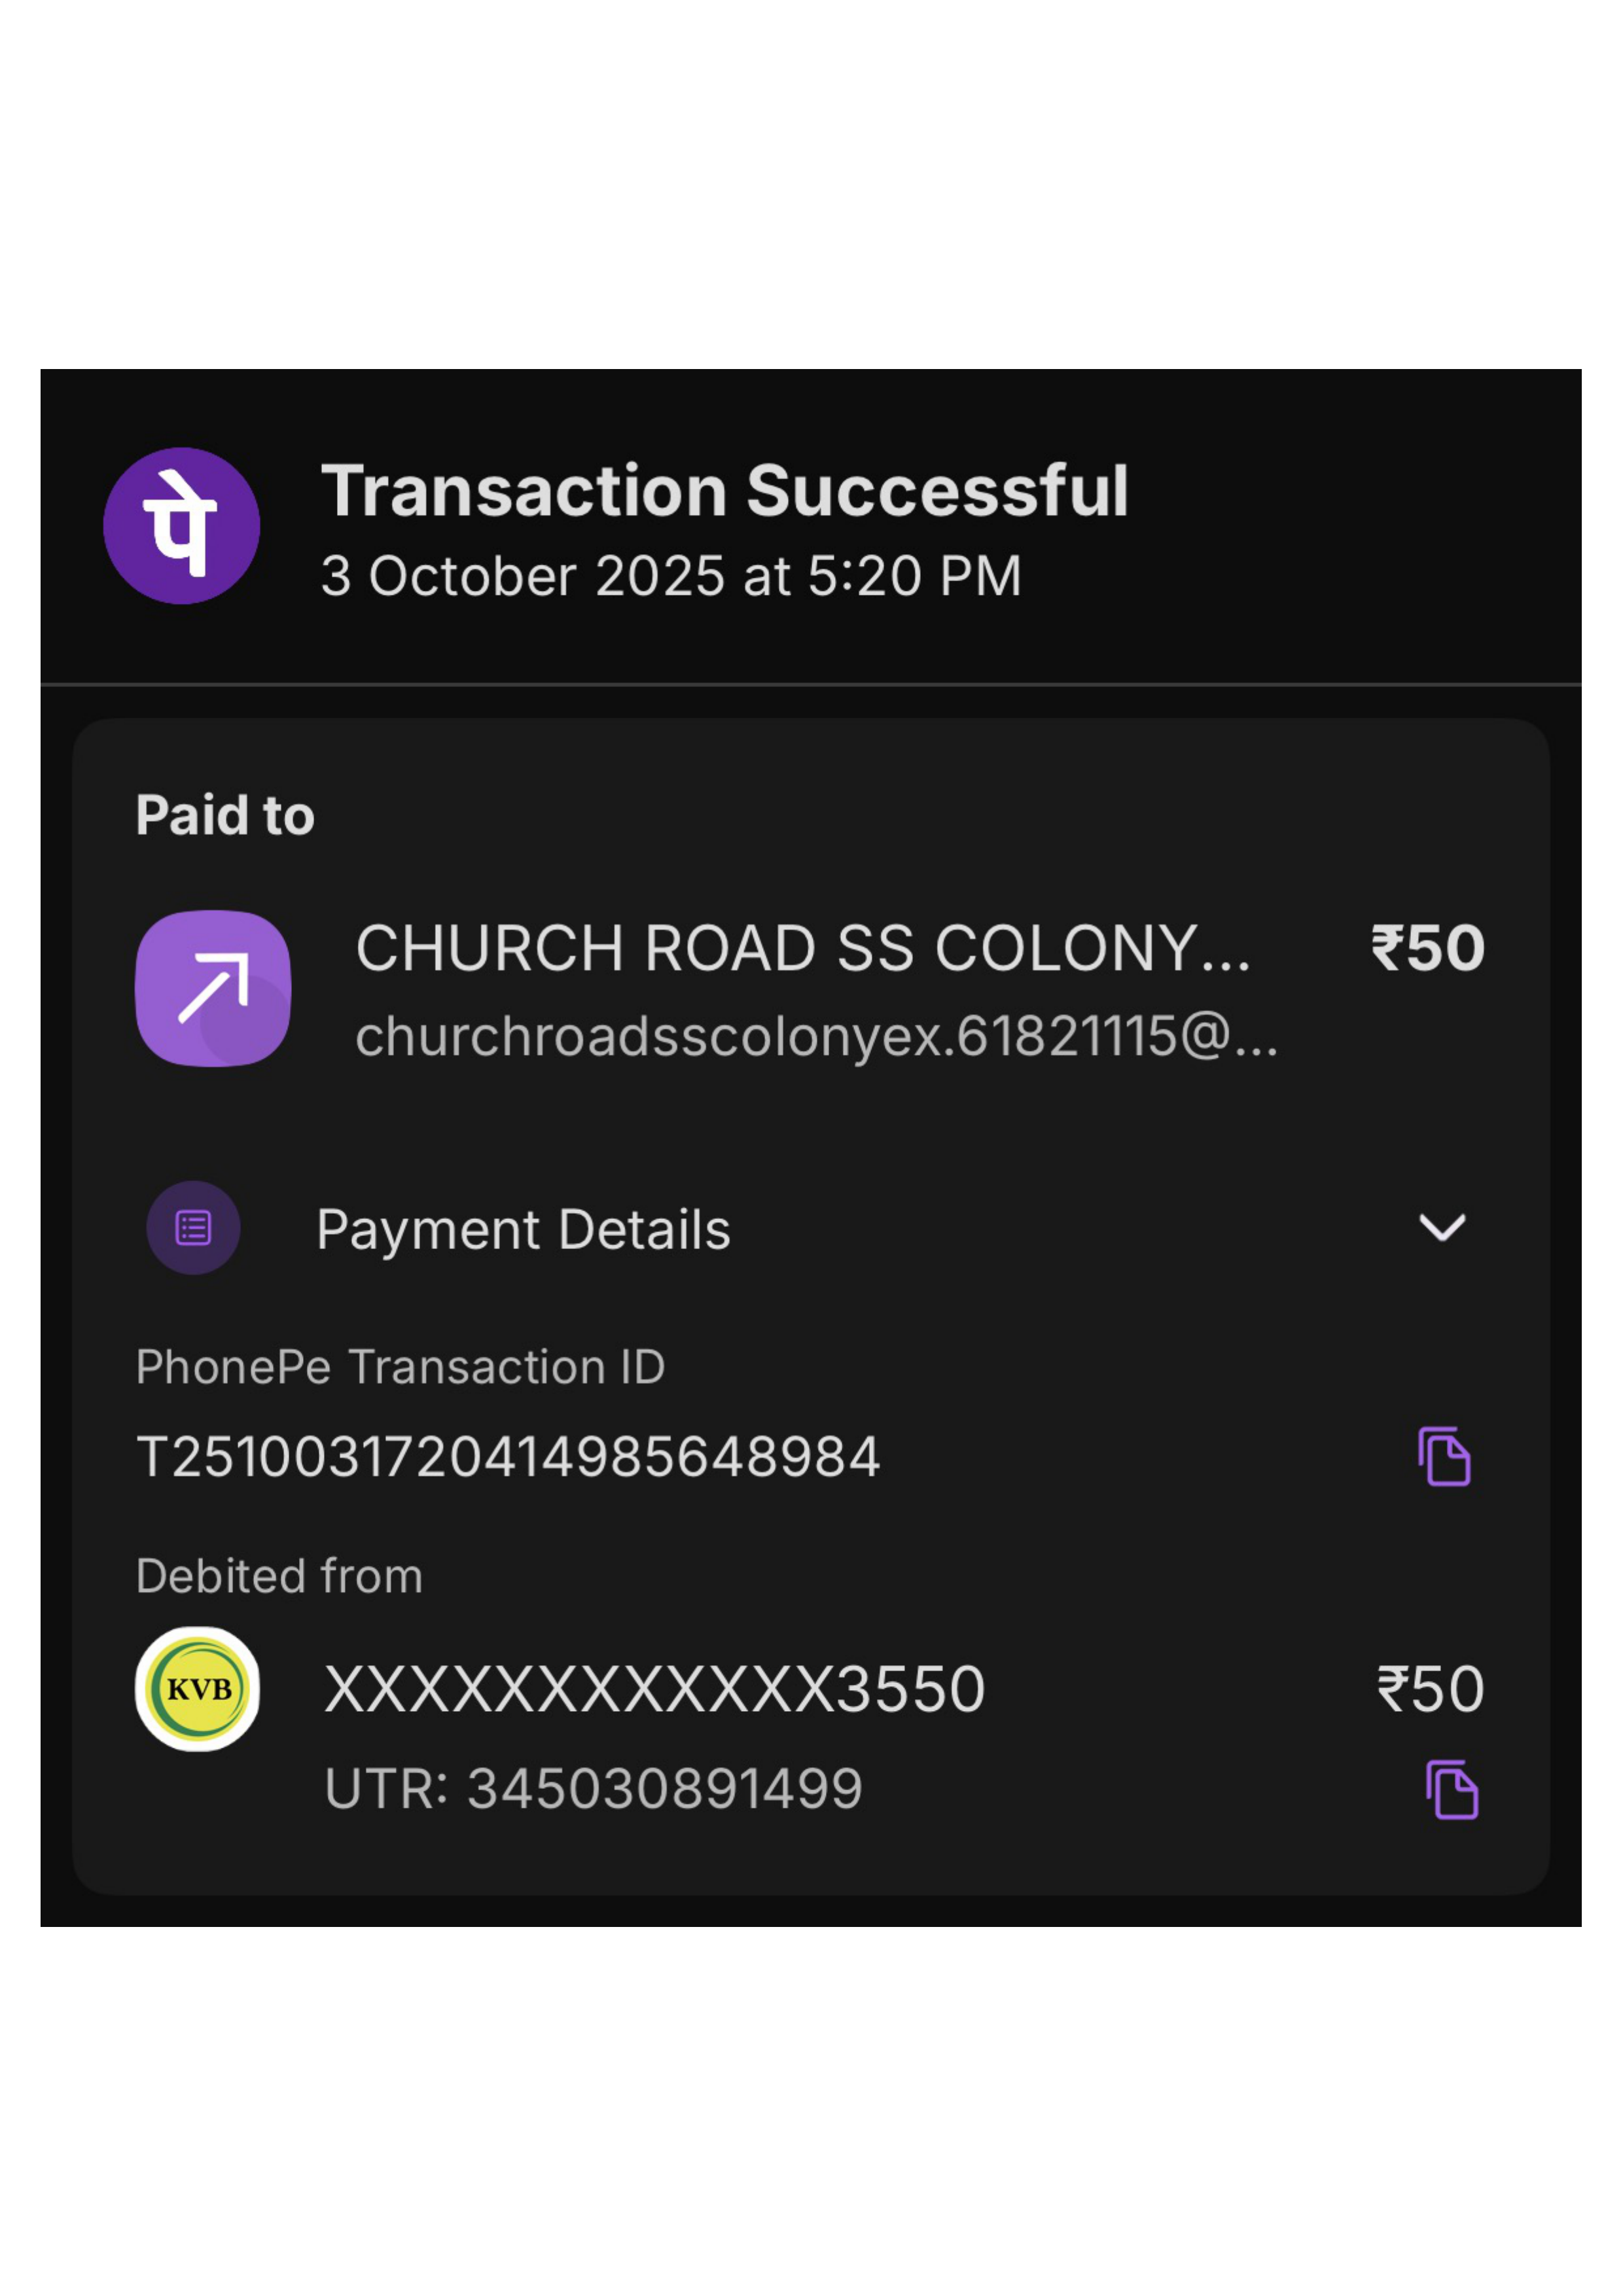 पे
Transaction Successful
3 October 2025 at 5:20 PM
Paid to
CHURCH ROAD SS COLONY... ₹50
churchroadsscolonyex.61821115@...
Payment Details
PhonePe Transaction ID
T2510031720414985648984
Debited from
KVB XXXXXXXXXXXX3550 ₹50
UTR: 345030891499